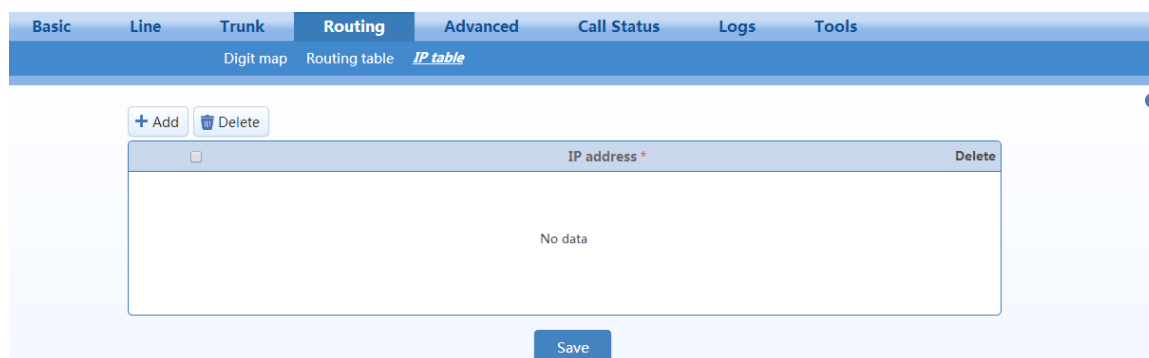 Basic Line Trunk Routing Advanced Call Status Logs Tools
Digit map Routing table IP table
+ Add Delete
IP address * Delete
No data
Save